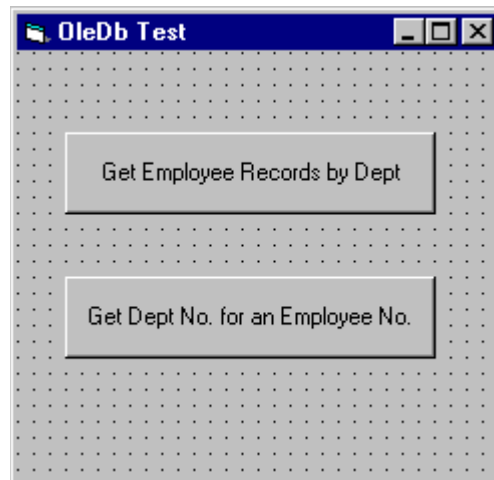 OleDb Test
Get Employee Records by Dept
Get Dept No. for an Employee No.